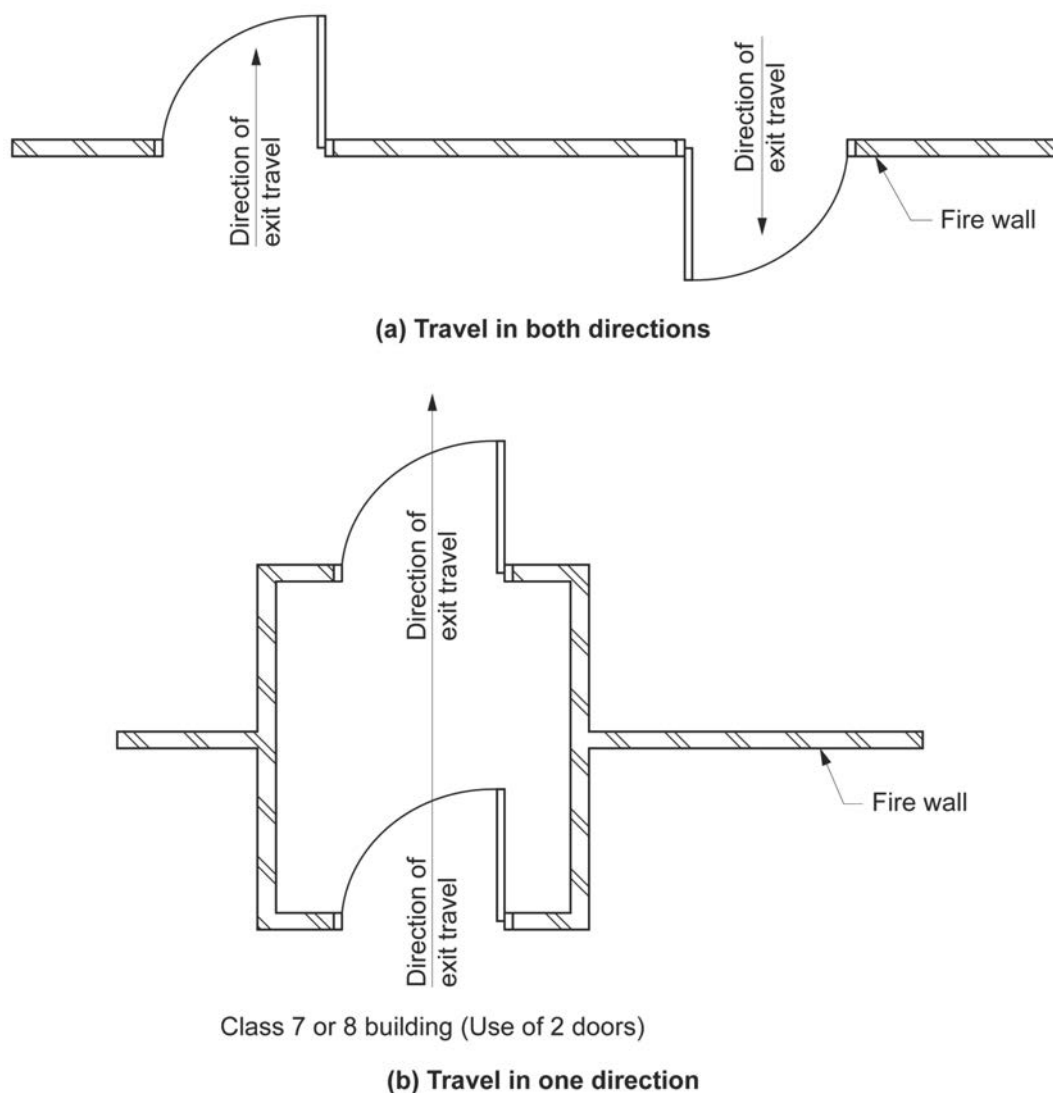 Direction of
exit travel
Direction of
exit travel
Fire wall
(a) Travel in both directions
Direction of
exit travel
Fire wall
Direction of
exit travel
Class 7 or 8 building (Use of 2 doors)
(b) Travel in one direction